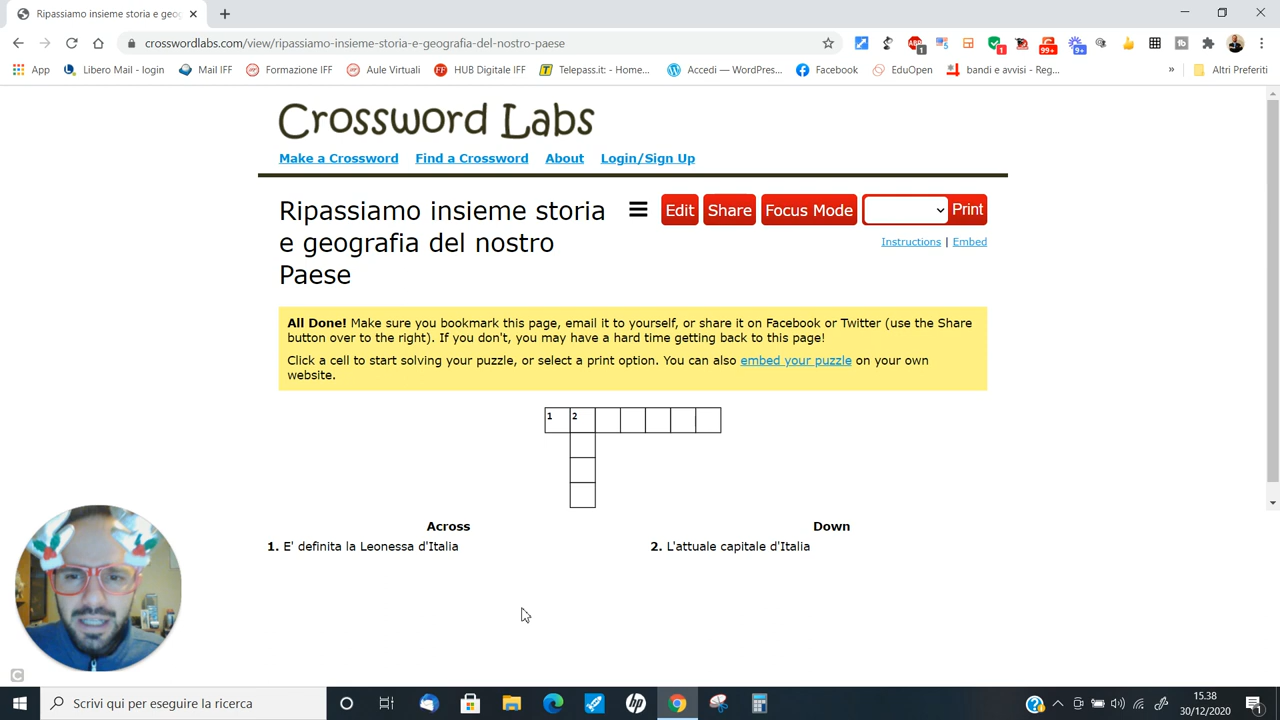 Ripassiamo insieme storia e geog
crosswordlabs.com/view/ripassiamo-insieme-storia-e-geografia-del-nostro-paese
1
5
1
99+
9+
App
Libero Mail - login
Mail IFF
Formazione IFF
Aule Virtuali
HUB Digitale IFF
Telepass.it: - Home...
Accedi — WordPres...
Facebook
EduOpen
bandi e avvisi - Reg...
»
Altri Preferiti
Crossword Labs
Make a Crossword
Find a Crossword
About
Login/Sign Up
Ripassiamo insieme storia
e geografia del nostro
Paese
Edit
Share
Focus Mode
Print
Instructions | Embed
All Done! Make sure you bookmark this page, email it to yourself, or share it on Facebook or Twitter (use the Share
button over to the right). If you don't, you may have a hard time getting back to this page!
Click a cell to start solving your puzzle, or select a print option. You can also embed your puzzle on your own
website.
1
2
Across
1. E' definita la Leonessa d'Italia
Down
2. L'attuale capitale d'Italia
Scrivi qui per eseguire la ricerca
15.38
30/12/2020
1